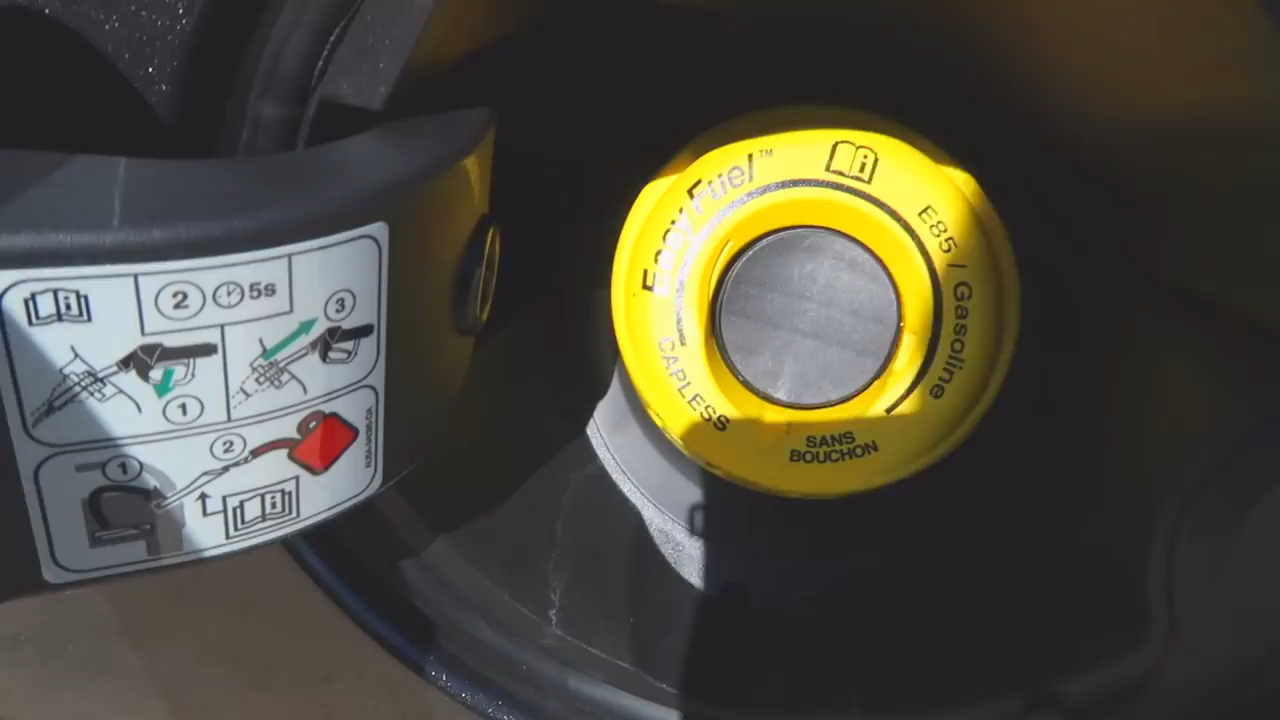 2 5s
3
1
2
1
Easy Fuel™
E85 / Gasoline
CAPLESS
SANS
BOUCHON